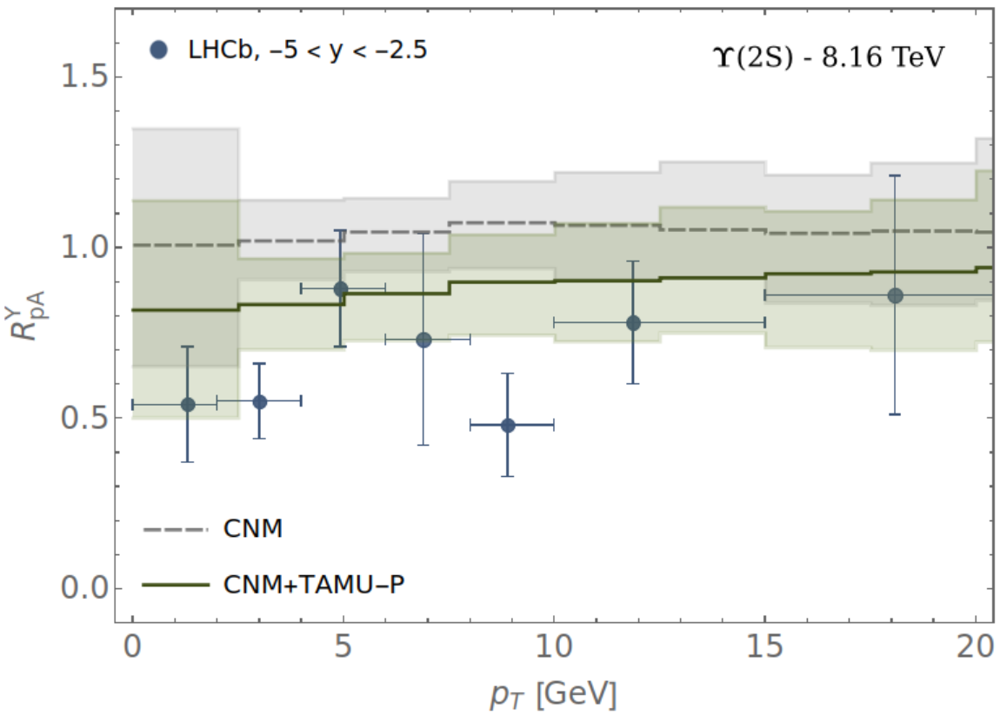 LHCb, –5 < y < –2.5
ϒ(2S) - 8.16 TeV
1.5
1.0
0.5
0.0
R^Y_pA
CNM
CNM+TAMU–P
0 5 10 15 20
p_T [GeV]